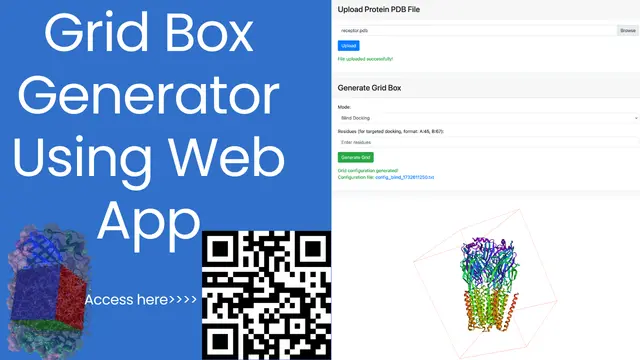 Grid Box
Generator
Using Web
App
Access here>>>>
Upload Protein PDB File
receptor.pdb
Browse
Upload
File uploaded successfully!
Generate Grid Box
Mode:
Blind Docking
Residues (for targeted docking, format: A:45, B:67):
Enter residues
Generate Grid
Grid configuration generated!
Configuration file: config_blind_1732811250.txt